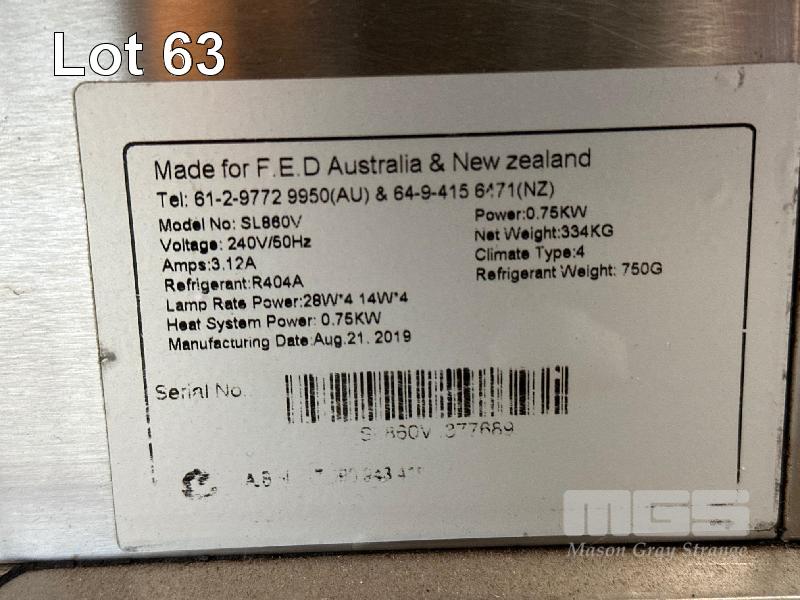 Lot 63
Made for F.E.D Australia & New zealand
Tel: 61-2-9772 9950(AU) & 64-9-415 6471(NZ)
Model No: SL860V
Power:0.75KW
Voltage: 240V/50Hz
Net Weight:334KG
Amps:3.12A
Climate Type:4
Refrigerant:R404A
Refrigerant Weight: 750G
Lamp Rate Power:28W*4 14W*4
Heat System Power: 0.75KW
Manufacturing Date:Aug.21. 2019
Serial No.
SL860V
MGS
Mason Gray Strange